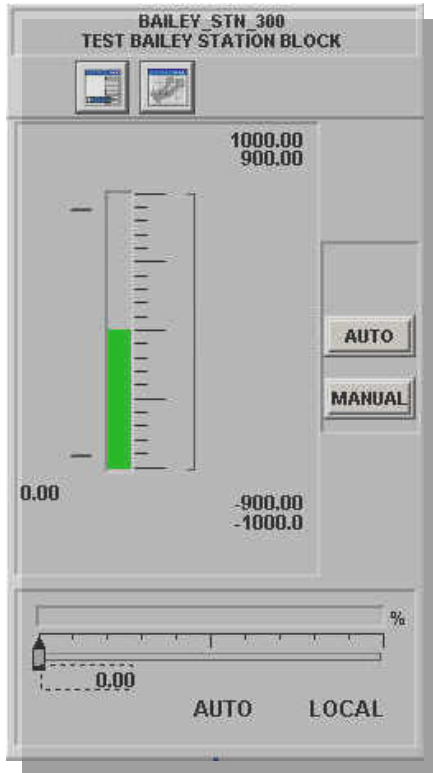 BAILEY_STN_300
TEST BAILEY STATION BLOCK
1000.00
900.00
AUTO
MANUAL
0.00
-900.00
-1000.0
%
0.00
AUTO LOCAL